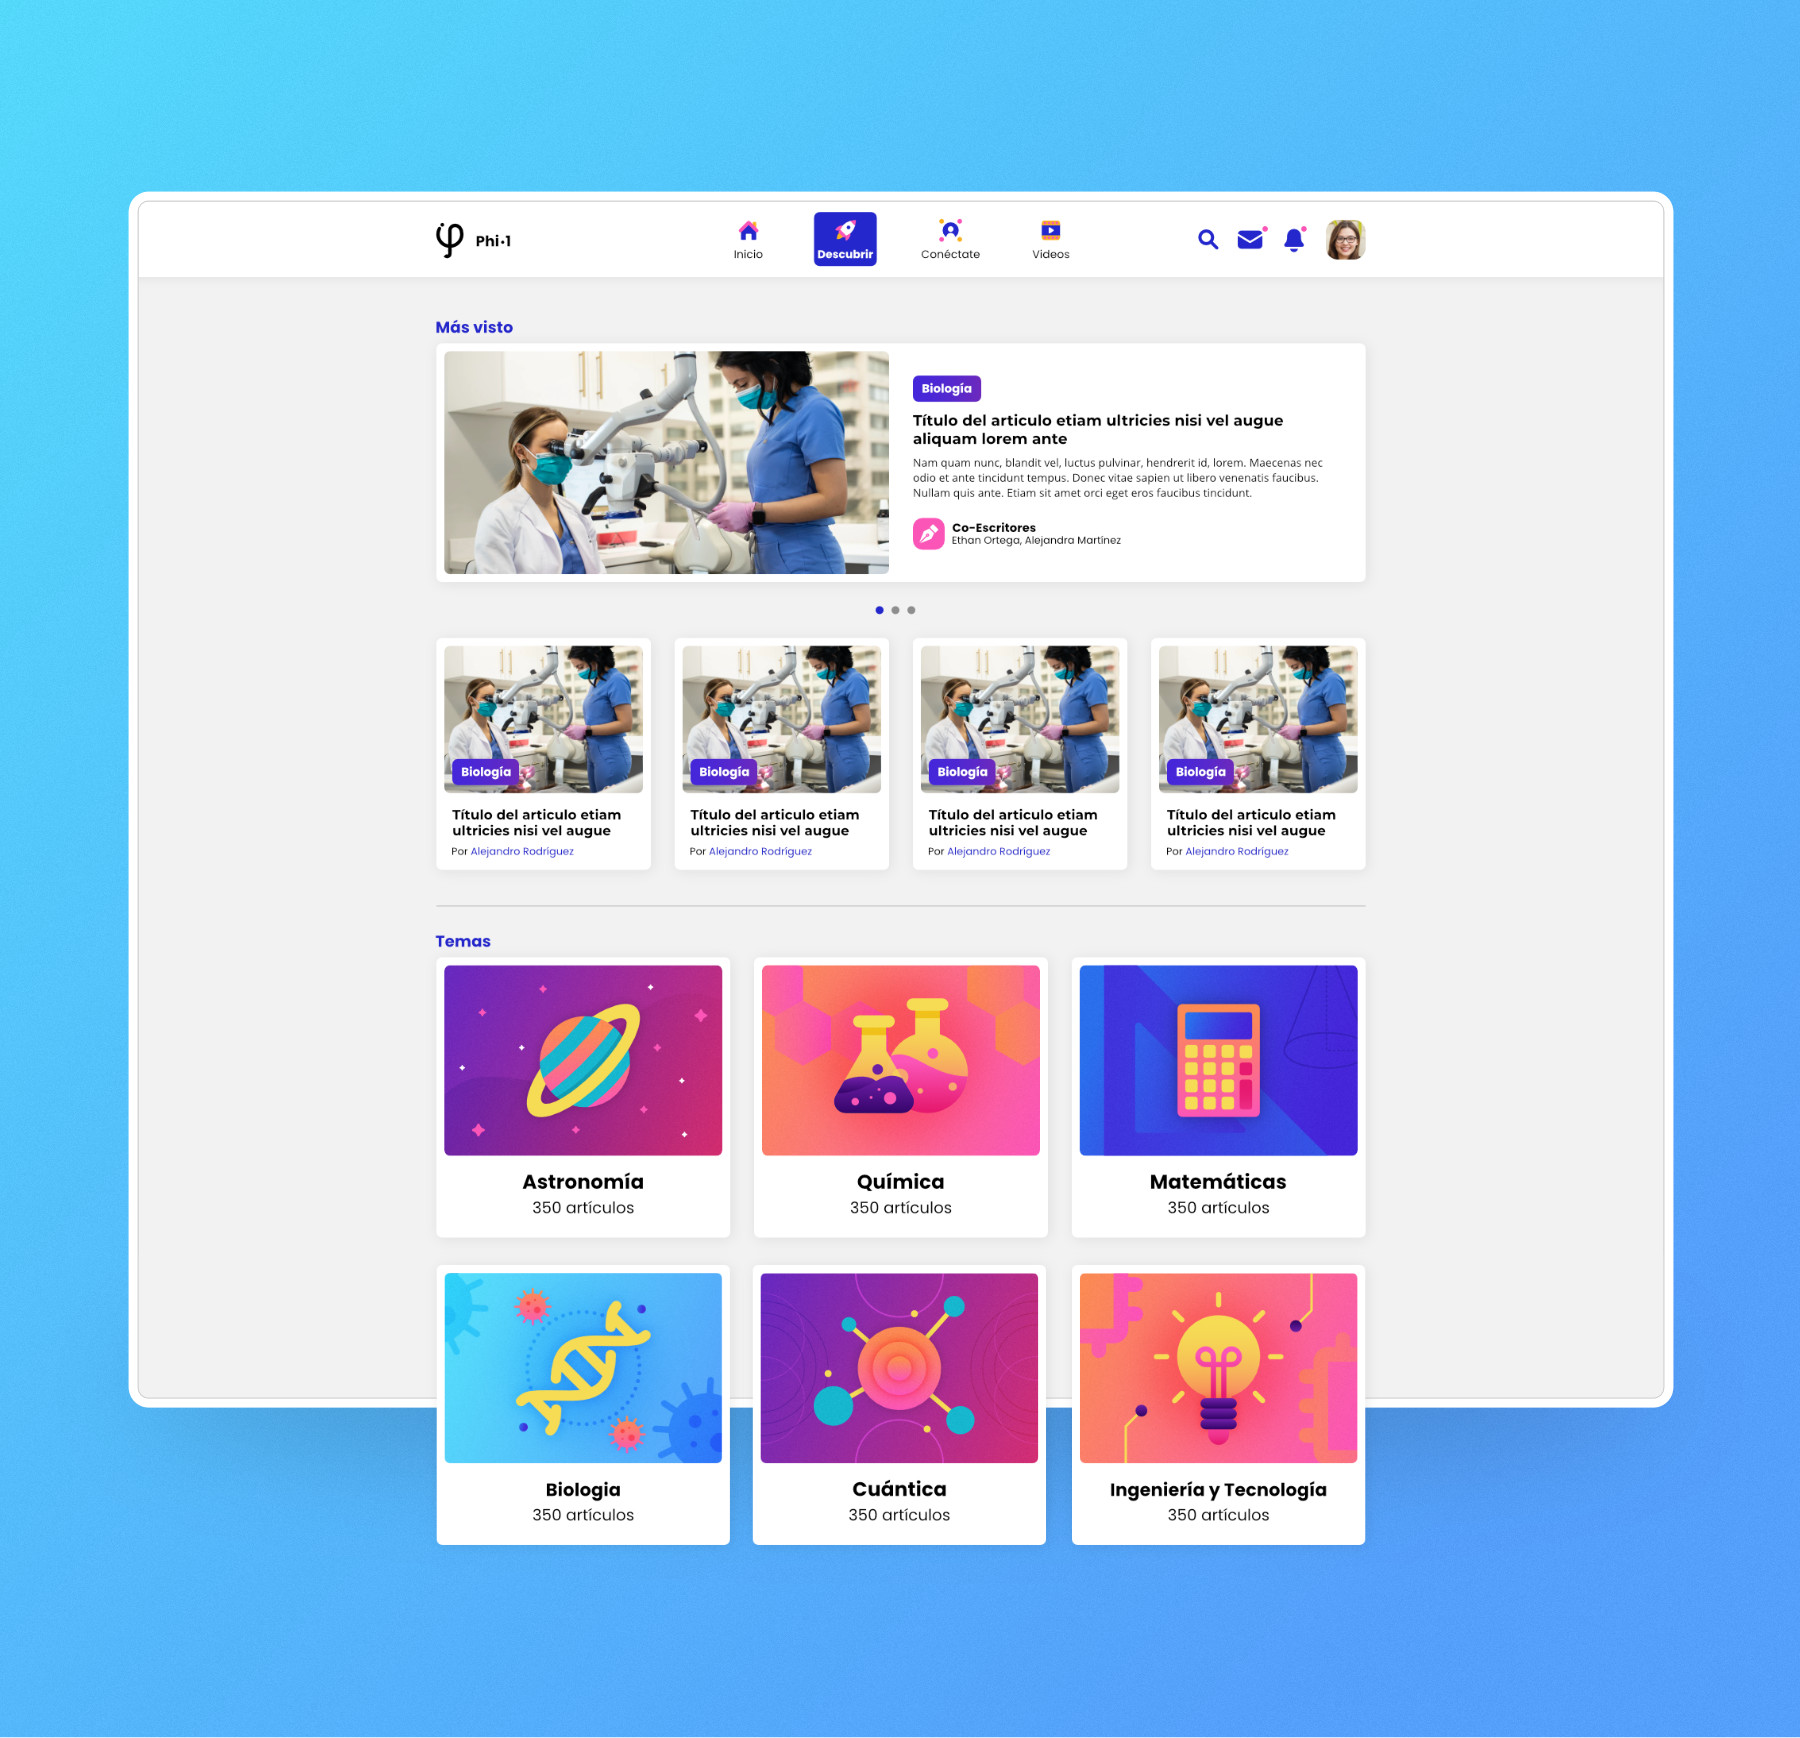 Phi·1
Inicio
Descubrir
Conéctate
Videos
Más visto
Biología
Título del articulo etiam ultricies nisi vel augue
aliquam lorem ante
Nam quam nunc, blandit vel, luctus pulvinar, hendrerit id, lorem. Maecenas nec
odio et ante tincidunt tempus. Donec vitae sapien ut libero venenatis faucibus.
Nullam quis ante. Etiam sit amet orci eget eros faucibus tincidunt.
Co-Escritores
Ethan Ortega, Alejandra Martínez
Biología
Título del articulo etiam
ultricies nisi vel augue
Por Alejandro Rodríguez
Biología
Título del articulo etiam
ultricies nisi vel augue
Por Alejandro Rodríguez
Biología
Título del articulo etiam
ultricies nisi vel augue
Por Alejandro Rodríguez
Biología
Título del articulo etiam
ultricies nisi vel augue
Por Alejandro Rodríguez
Temas
Astronomía
350 artículos
Química
350 artículos
Matemáticas
350 artículos
Biologia
350 artículos
Cuántica
350 artículos
Ingeniería y Tecnología
350 artículos